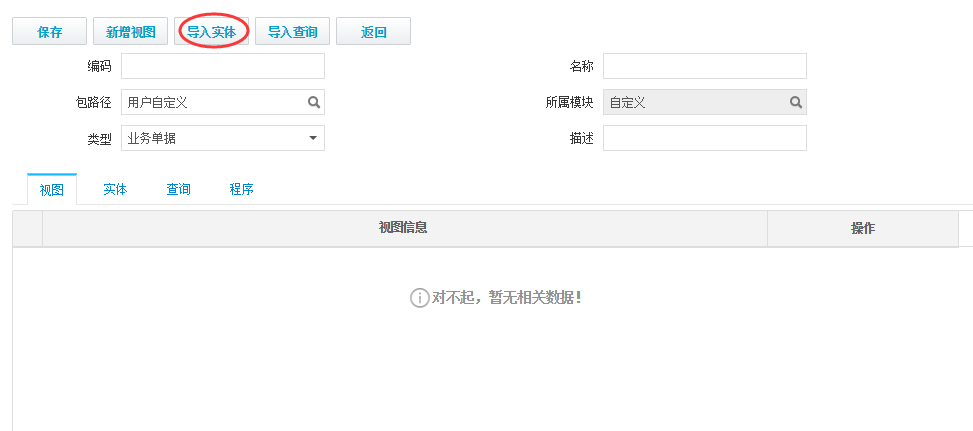 保存 新增视图 导入实体 导入查询 返回
编码 名称
包路径 用户自定义 所属模块 自定义
类型 业务单据 描述
视图 实体 查询 程序
视图信息 操作
对不起，暂无相关数据！